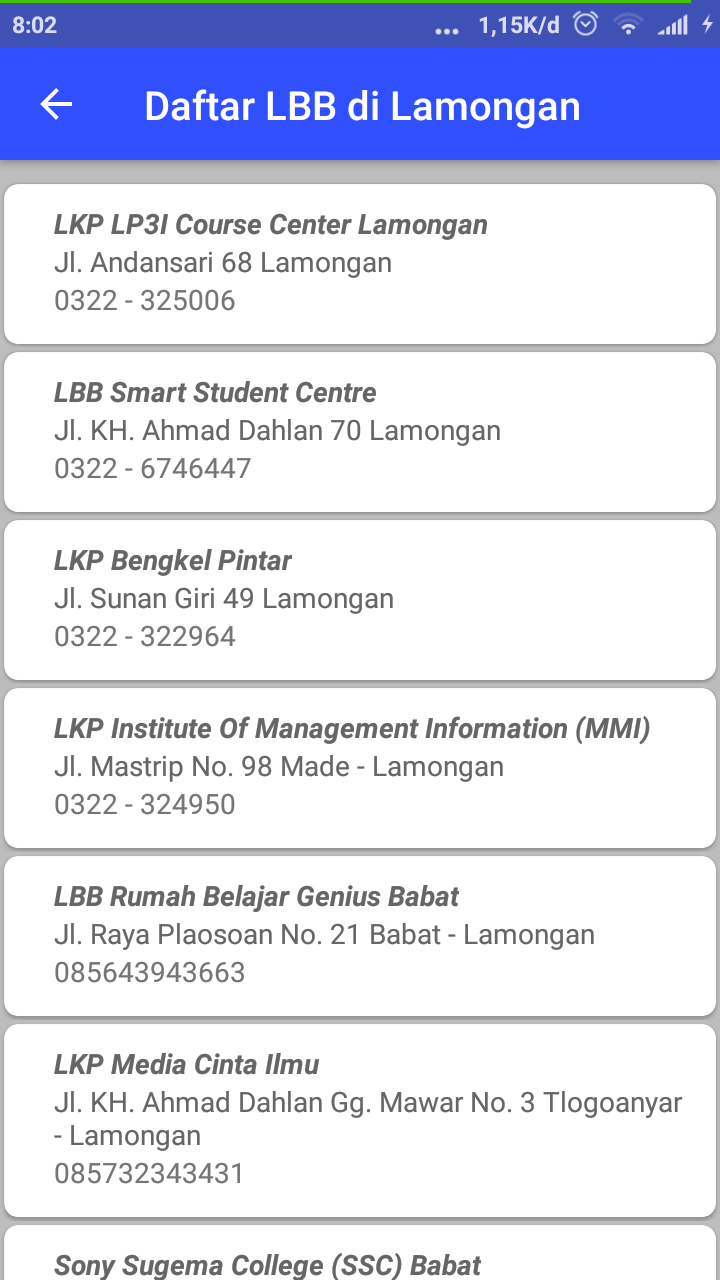 8:02
... 1,15K/d
Daftar LBB di Lamongan
LKP LP3I Course Center Lamongan
Jl. Andansari 68 Lamongan
0322 - 325006
LBB Smart Student Centre
Jl. KH. Ahmad Dahlan 70 Lamongan
0322 - 6746447
LKP Bengkel Pintar
Jl. Sunan Giri 49 Lamongan
0322 - 322964
LKP Institute Of Management Information (MMI)
Jl. Mastrip No. 98 Made - Lamongan
0322 - 324950
LBB Rumah Belajar Genius Babat
Jl. Raya Plaosoan No. 21 Babat - Lamongan
085643943663
LKP Media Cinta Ilmu
Jl. KH. Ahmad Dahlan Gg. Mawar No. 3 Tlogoanyar
- Lamongan
085732343431
Sony Sugema College (SSC) Babat